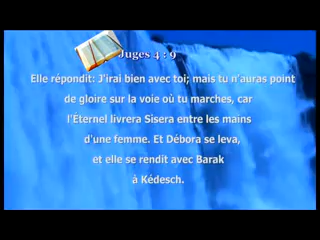 Juges 4 : 9
Elle répondit: J'irai bien avec toi; mais tu n'auras point
de gloire sur la voie où tu marches, car
l'Eternel livrera Sisera entre les mains
d'une femme. Et Débora se leva,
et elle se rendit avec Barak
à Kédesch.